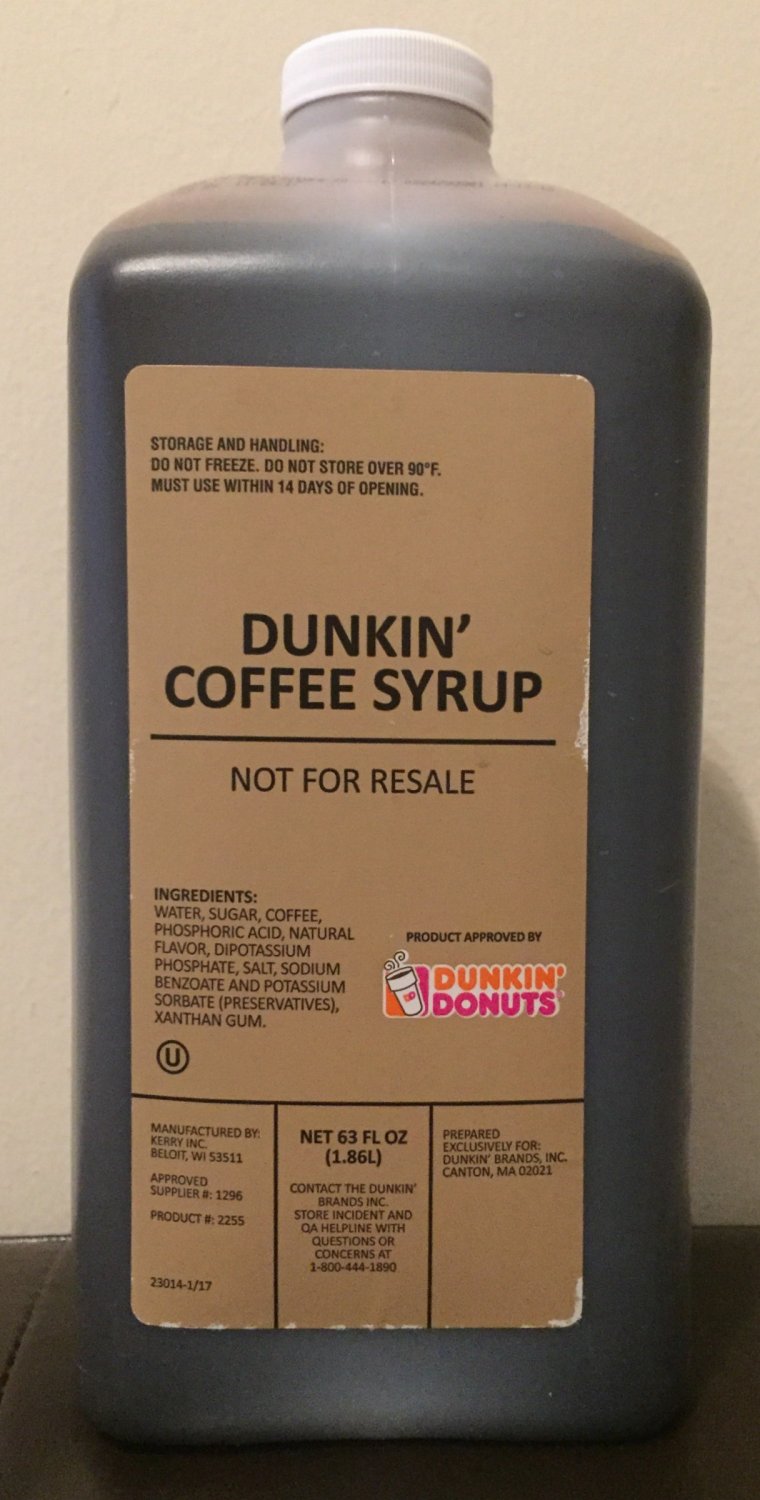 STORAGE AND HANDLING:
DO NOT FREEZE. DO NOT STORE OVER 90°F.
MUST USE WITHIN 14 DAYS OF OPENING.
DUNKIN'
COFFEE SYRUP
NOT FOR RESALE
INGREDIENTS:
WATER, SUGAR, COFFEE,
PHOSPHORIC ACID, NATURAL
FLAVOR, DIPOTASSIUM
PHOSPHATE, SALT, SODIUM
BENZOATE AND POTASSIUM
SORBATE (PRESERVATIVES),
XANTHAN GUM.
U
PRODUCT APPROVED BY
DD
DUNKIN'
DONUTS
MANUFACTURED BY:
KERRY INC.
BELOIT, WI 53511
APPROVED
SUPPLIER #: 1296
PRODUCT #: 2255
23014-1/17
NET 63 FL OZ
(1.86L)
CONTACT THE DUNKIN'
BRANDS INC.
STORE INCIDENT AND
QA HELPLINE WITH
QUESTIONS OR
CONCERNS AT
1-800-444-1890
PREPARED
EXCLUSIVELY FOR:
DUNKIN' BRANDS, INC.
CANTON, MA 02021